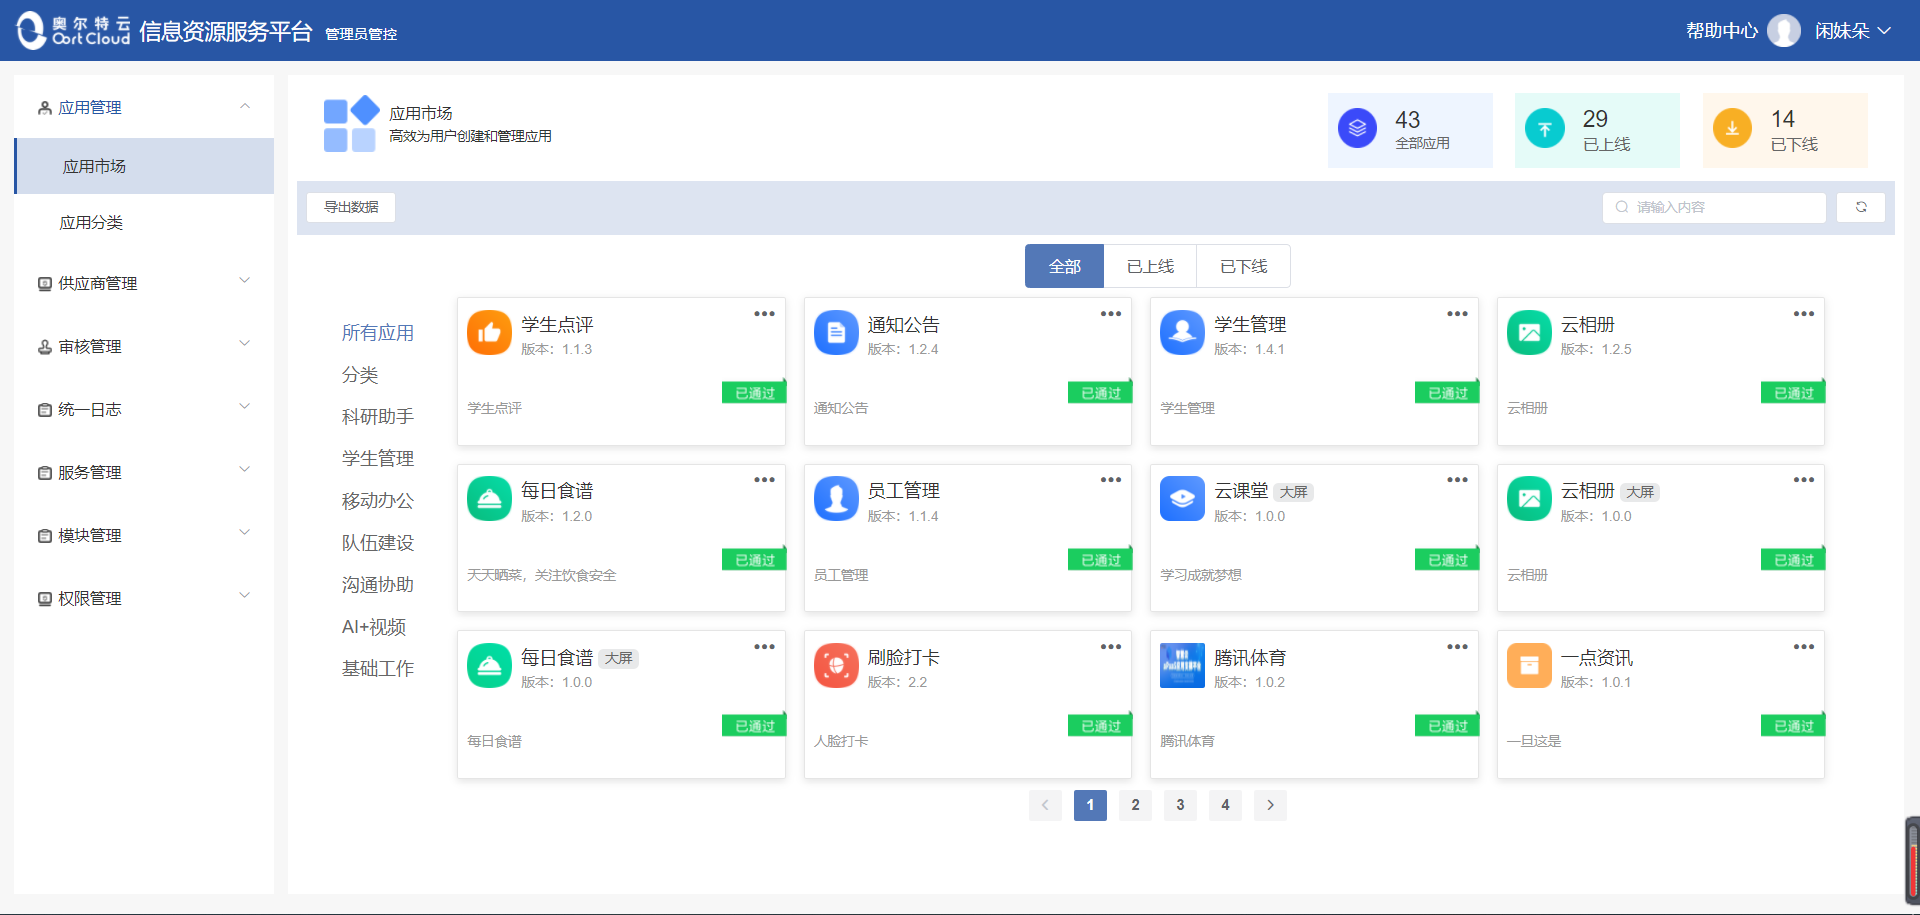 奥尔特云
Oort Cloud
信息资源服务平台
管理员管控
帮助中心
闲妹朵
应用管理
应用市场
应用分类
供应商管理
审核管理
统一日志
服务管理
模块管理
权限管理
应用市场
高效为用户创建和管理应用
43
全部应用
29
已上线
14
已下线
导出数据
请输入内容
全部
已上线
已下线
所有应用
分类
科研助手
学生管理
移动办公
队伍建设
沟通协助
AI+视频
基础工作
学生点评
版本：1.1.3
已通过
学生点评
通知公告
版本：1.2.4
已通过
通知公告
学生管理
版本：1.4.1
已通过
学生管理
云相册
版本：1.2.5
已通过
云相册
每日食谱
版本：1.2.0
已通过
天天晒菜，关注饮食安全
员工管理
版本：1.1.4
已通过
员工管理
云课堂 大屏
版本：1.0.0
已通过
学习成就梦想
云相册 大屏
版本：1.0.0
已通过
云相册
每日食谱 大屏
版本：1.0.0
已通过
每日食谱
刷脸打卡
版本：2.2
已通过
人脸打卡
腾讯体育
版本：1.0.2
已通过
腾讯体育
一点资讯
版本：1.0.1
已通过
一旦这是
1 2 3 4